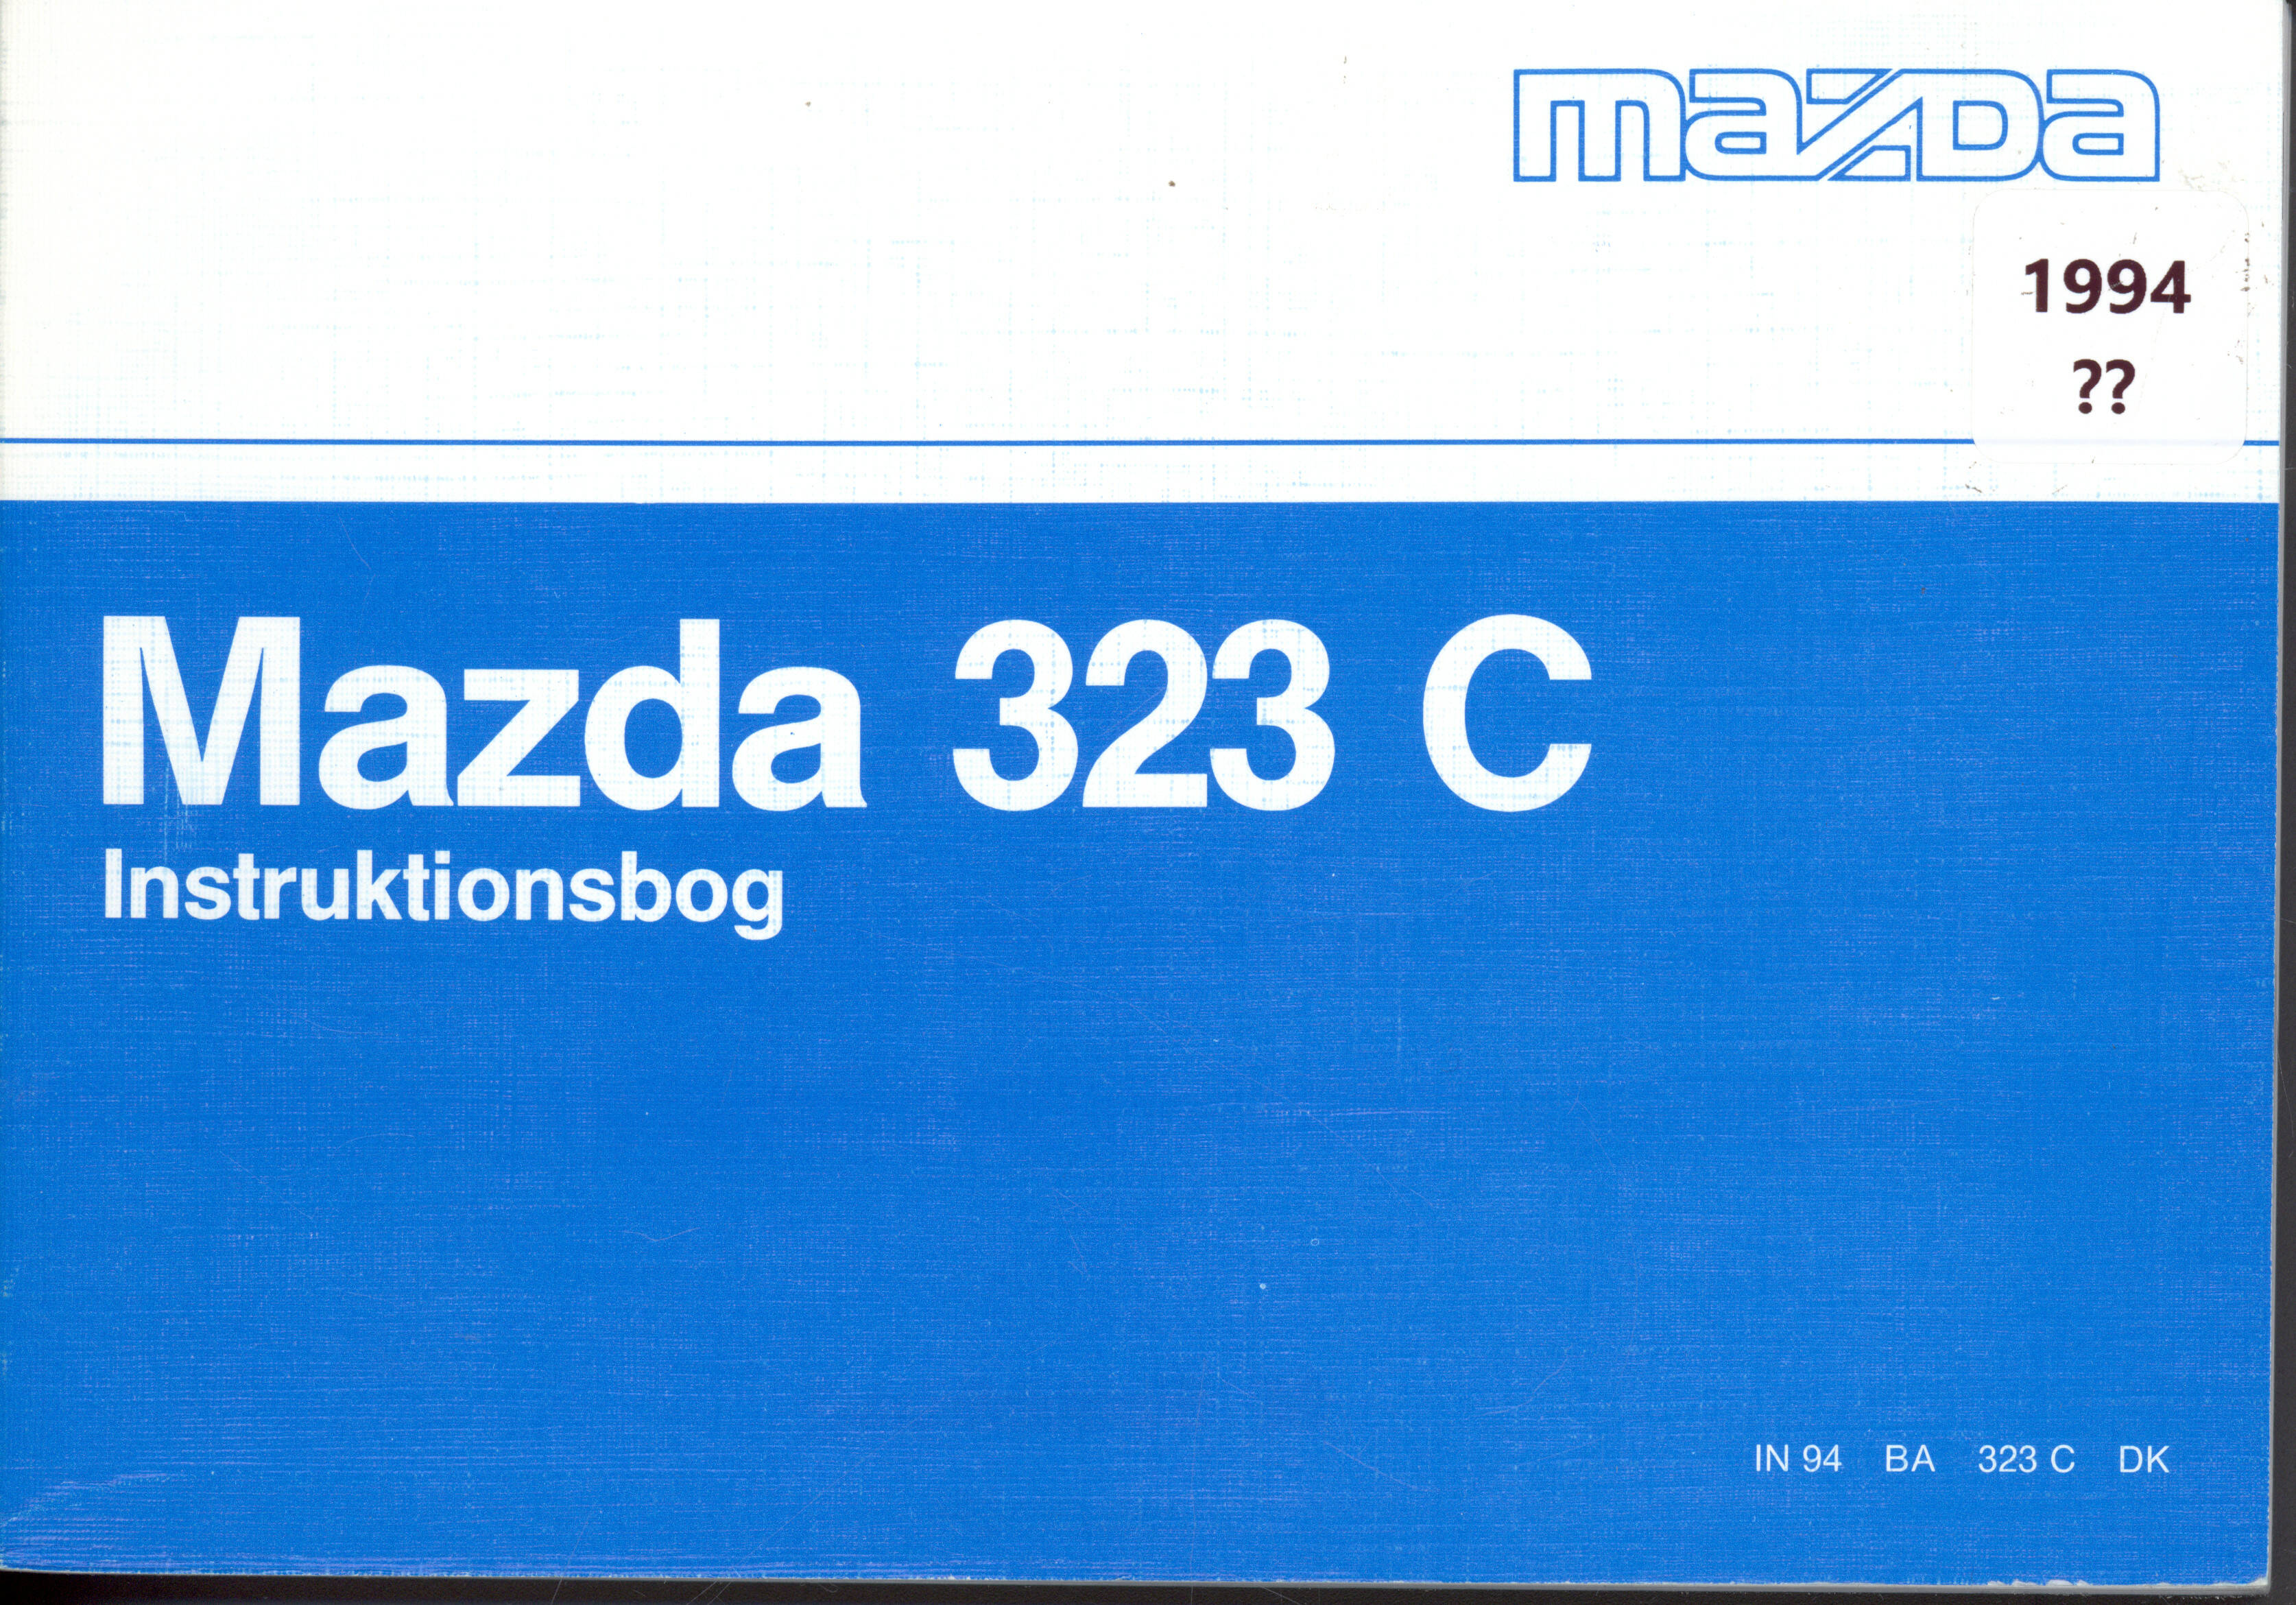 mazda
1994
??
Mazda 323 C
Instruktionsbog
IN 94 BA 323 C DK